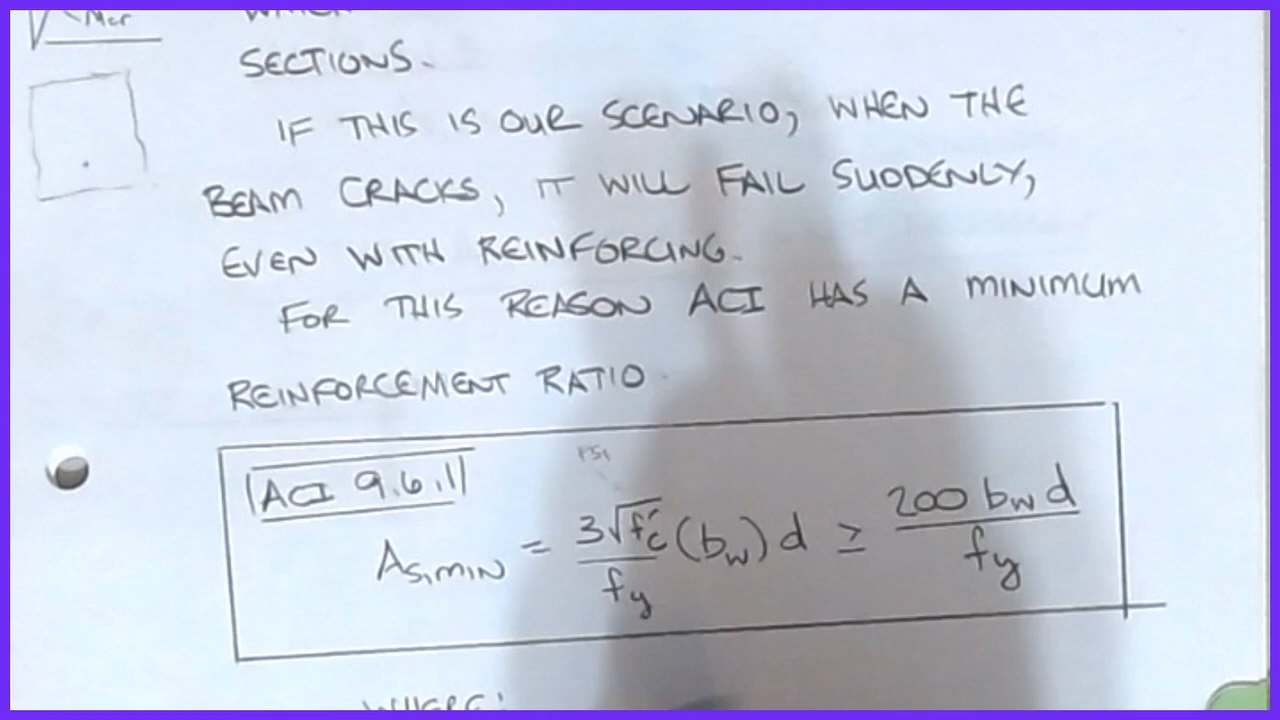 Mcr
SECTIONS.
IF THIS IS OUR SCENARIO, WHEN THE
BEAM CRACKS, IT WILL FAIL SUDDENLY,
EVEN WITH REINFORCING.
FOR THIS REASON ACI HAS A MINIMUM
REINFORCEMENT RATIO
PSI
ACI 9.6.1
As,MIN = 3√f'c/fy (bw) d ≥ 200 bw d/fy
WHERE: